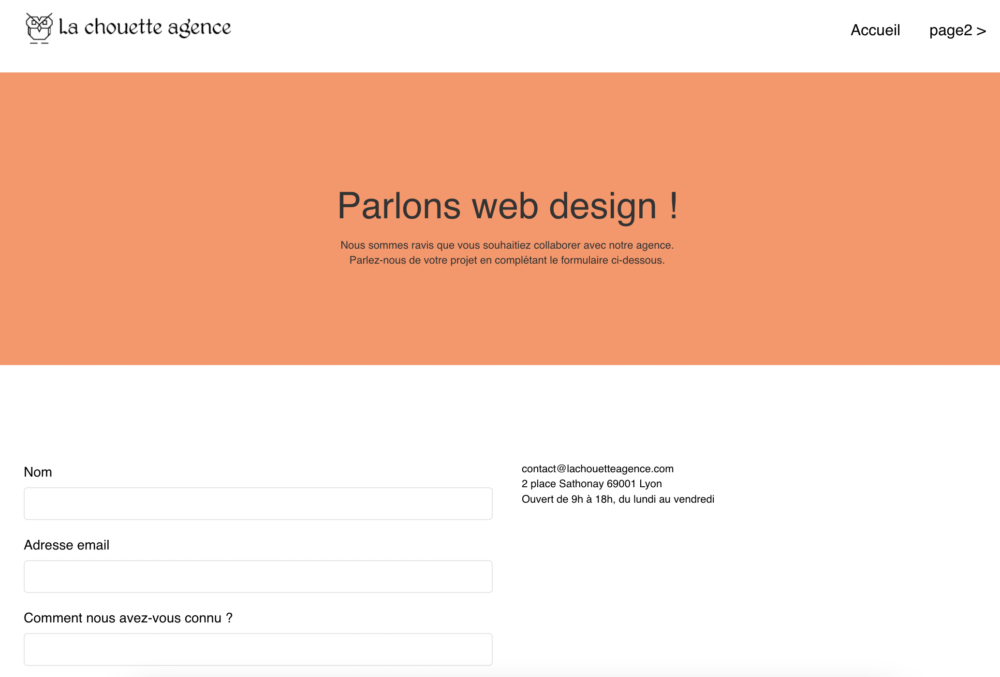 La chouette agence
Accueil
page2 >
Parlons web design !
Nous sommes ravis que vous souhaitiez collaborer avec notre agence.
Parlez-nous de votre projet en complétant le formulaire ci-dessous.
Nom
Adresse email
Comment nous avez-vous connu ?
contact@lachouetteagence.com
2 place Sathonay 69001 Lyon
Ouvert de 9h à 18h, du lundi au vendredi